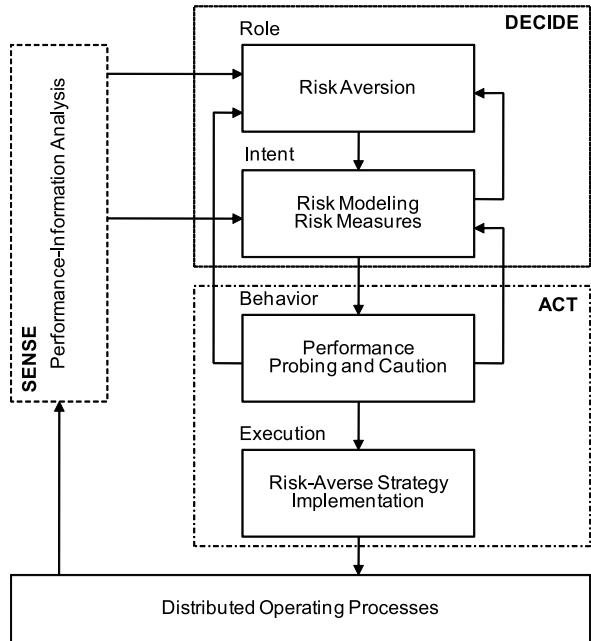 DECIDE
Role
Risk Aversion
Intent
Risk Modeling
Risk Measures
SENSE
Performance-Information Analysis
ACT
Behavior
Performance
Probing and Caution
Execution
Risk-Averse Strategy
Implementation
Distributed Operating Processes